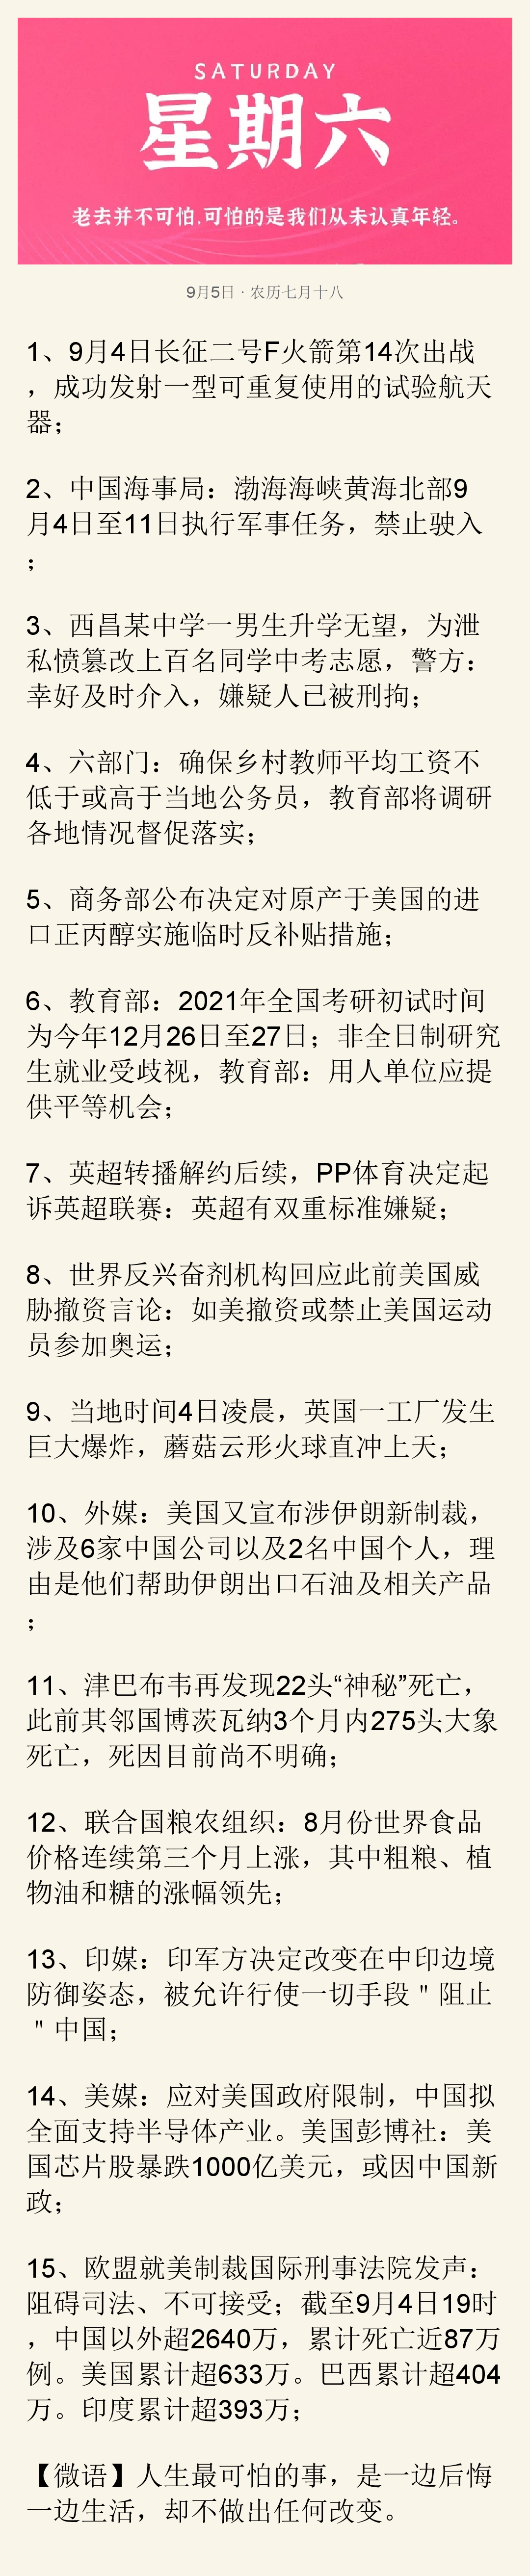 SATURDAY
星期六
老去并不可怕,可怕的是我们从未认真年轻。
9月5日 · 农历七月十八
1、9月4日长征二号F火箭第14次出战
，成功发射一型可重复使用的试验航天
器；
2、中国海事局：渤海海峡黄海北部9
月4日至11日执行军事任务，禁止驶入
；
3、西昌某中学一男生升学无望，为泄
私愤篡改上百名同学中考志愿，警方：
幸好及时介入，嫌疑人已被刑拘；
4、六部门：确保乡村教师平均工资不
低于或高于当地公务员，教育部将调研
各地情况督促落实；
5、商务部公布决定对原产于美国的进
口正丙醇实施临时反补贴措施；
6、教育部：2021年全国考研初试时间
为今年12月26日至27日；非全日制研究
生就业受歧视，教育部：用人单位应提
供平等机会；
7、英超转播解约后续，PP体育决定起
诉英超联赛：英超有双重标准嫌疑；
8、世界反兴奋剂机构回应此前美国威
胁撤资言论：如美撤资或禁止美国运动
员参加奥运；
9、当地时间4日凌晨，英国一工厂发生
巨大爆炸，蘑菇云形火球直冲上天；
10、外媒：美国又宣布涉伊朗新制裁，
涉及6家中国公司以及2名中国个人，理
由是他们帮助伊朗出口石油及相关产品
；
11、津巴布韦再发现22头“神秘”死亡，
此前其邻国博茨瓦纳3个月内275头大象
死亡，死因目前尚不明确；
12、联合国粮农组织：8月份世界食品
价格连续第三个月上涨，其中粗粮、植
物油和糖的涨幅领先；
13、印媒：印军方决定改变在中印边境
防御姿态，被允许行使一切手段＂阻止
＂中国；
14、美媒：应对美国政府限制，中国拟
全面支持半导体产业。美国彭博社：美
国芯片股暴跌1000亿美元，或因中国新
政；
15、欧盟就美制裁国际刑事法院发声：
阻碍司法、不可接受；截至9月4日19时
，中国以外超2640万，累计死亡近87万
例。美国累计超633万。巴西累计超404
万。印度累计超393万；
【微语】人生最可怕的事，是一边后悔
一边生活，却不做出任何改变。